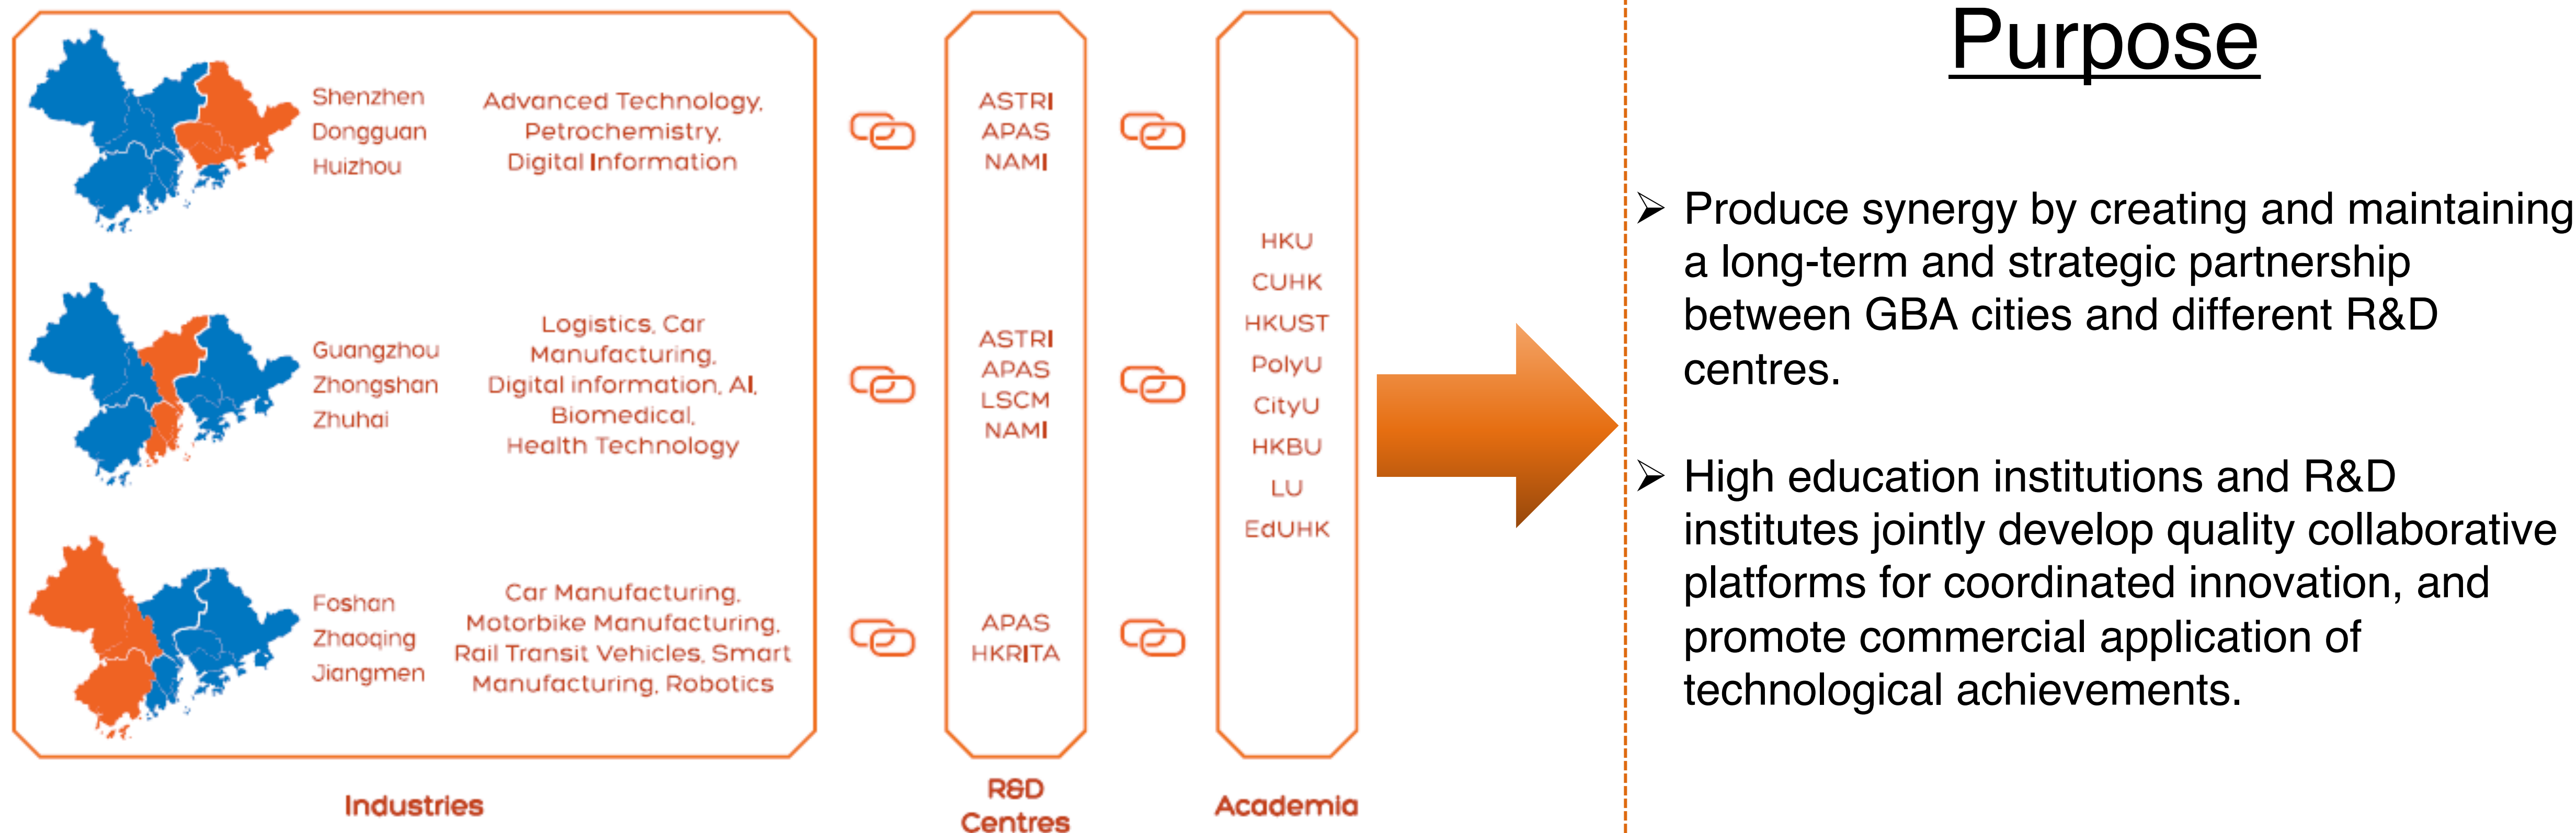 Shenzhen
Dongguan
Huizhou
Advanced Technology,
Petrochemistry,
Digital Information
ASTRI
APAS
NAMI
Guangzhou
Zhongshan
Zhuhai
Logistics, Car
Manufacturing,
Digital information, AI,
Biomedical,
Health Technology
ASTRI
APAS
LSCM
NAMI
Foshan
Zhaoqing
Jiangmen
Car Manufacturing,
Motorbike Manufacturing,
Rail Transit Vehicles, Smart
Manufacturing, Robotics
APAS
HKRITA
HKU
CUHK
HKUST
PolyU
CityU
HKBU
LU
EdUHK
Industries
R&D
Centres
Academia
Purpose
➢ Produce synergy by creating and maintaining
a long-term and strategic partnership
between GBA cities and different R&D
centres.
➢ High education institutions and R&D
institutes jointly develop quality collaborative
platforms for coordinated innovation, and
promote commercial application of
technological achievements.